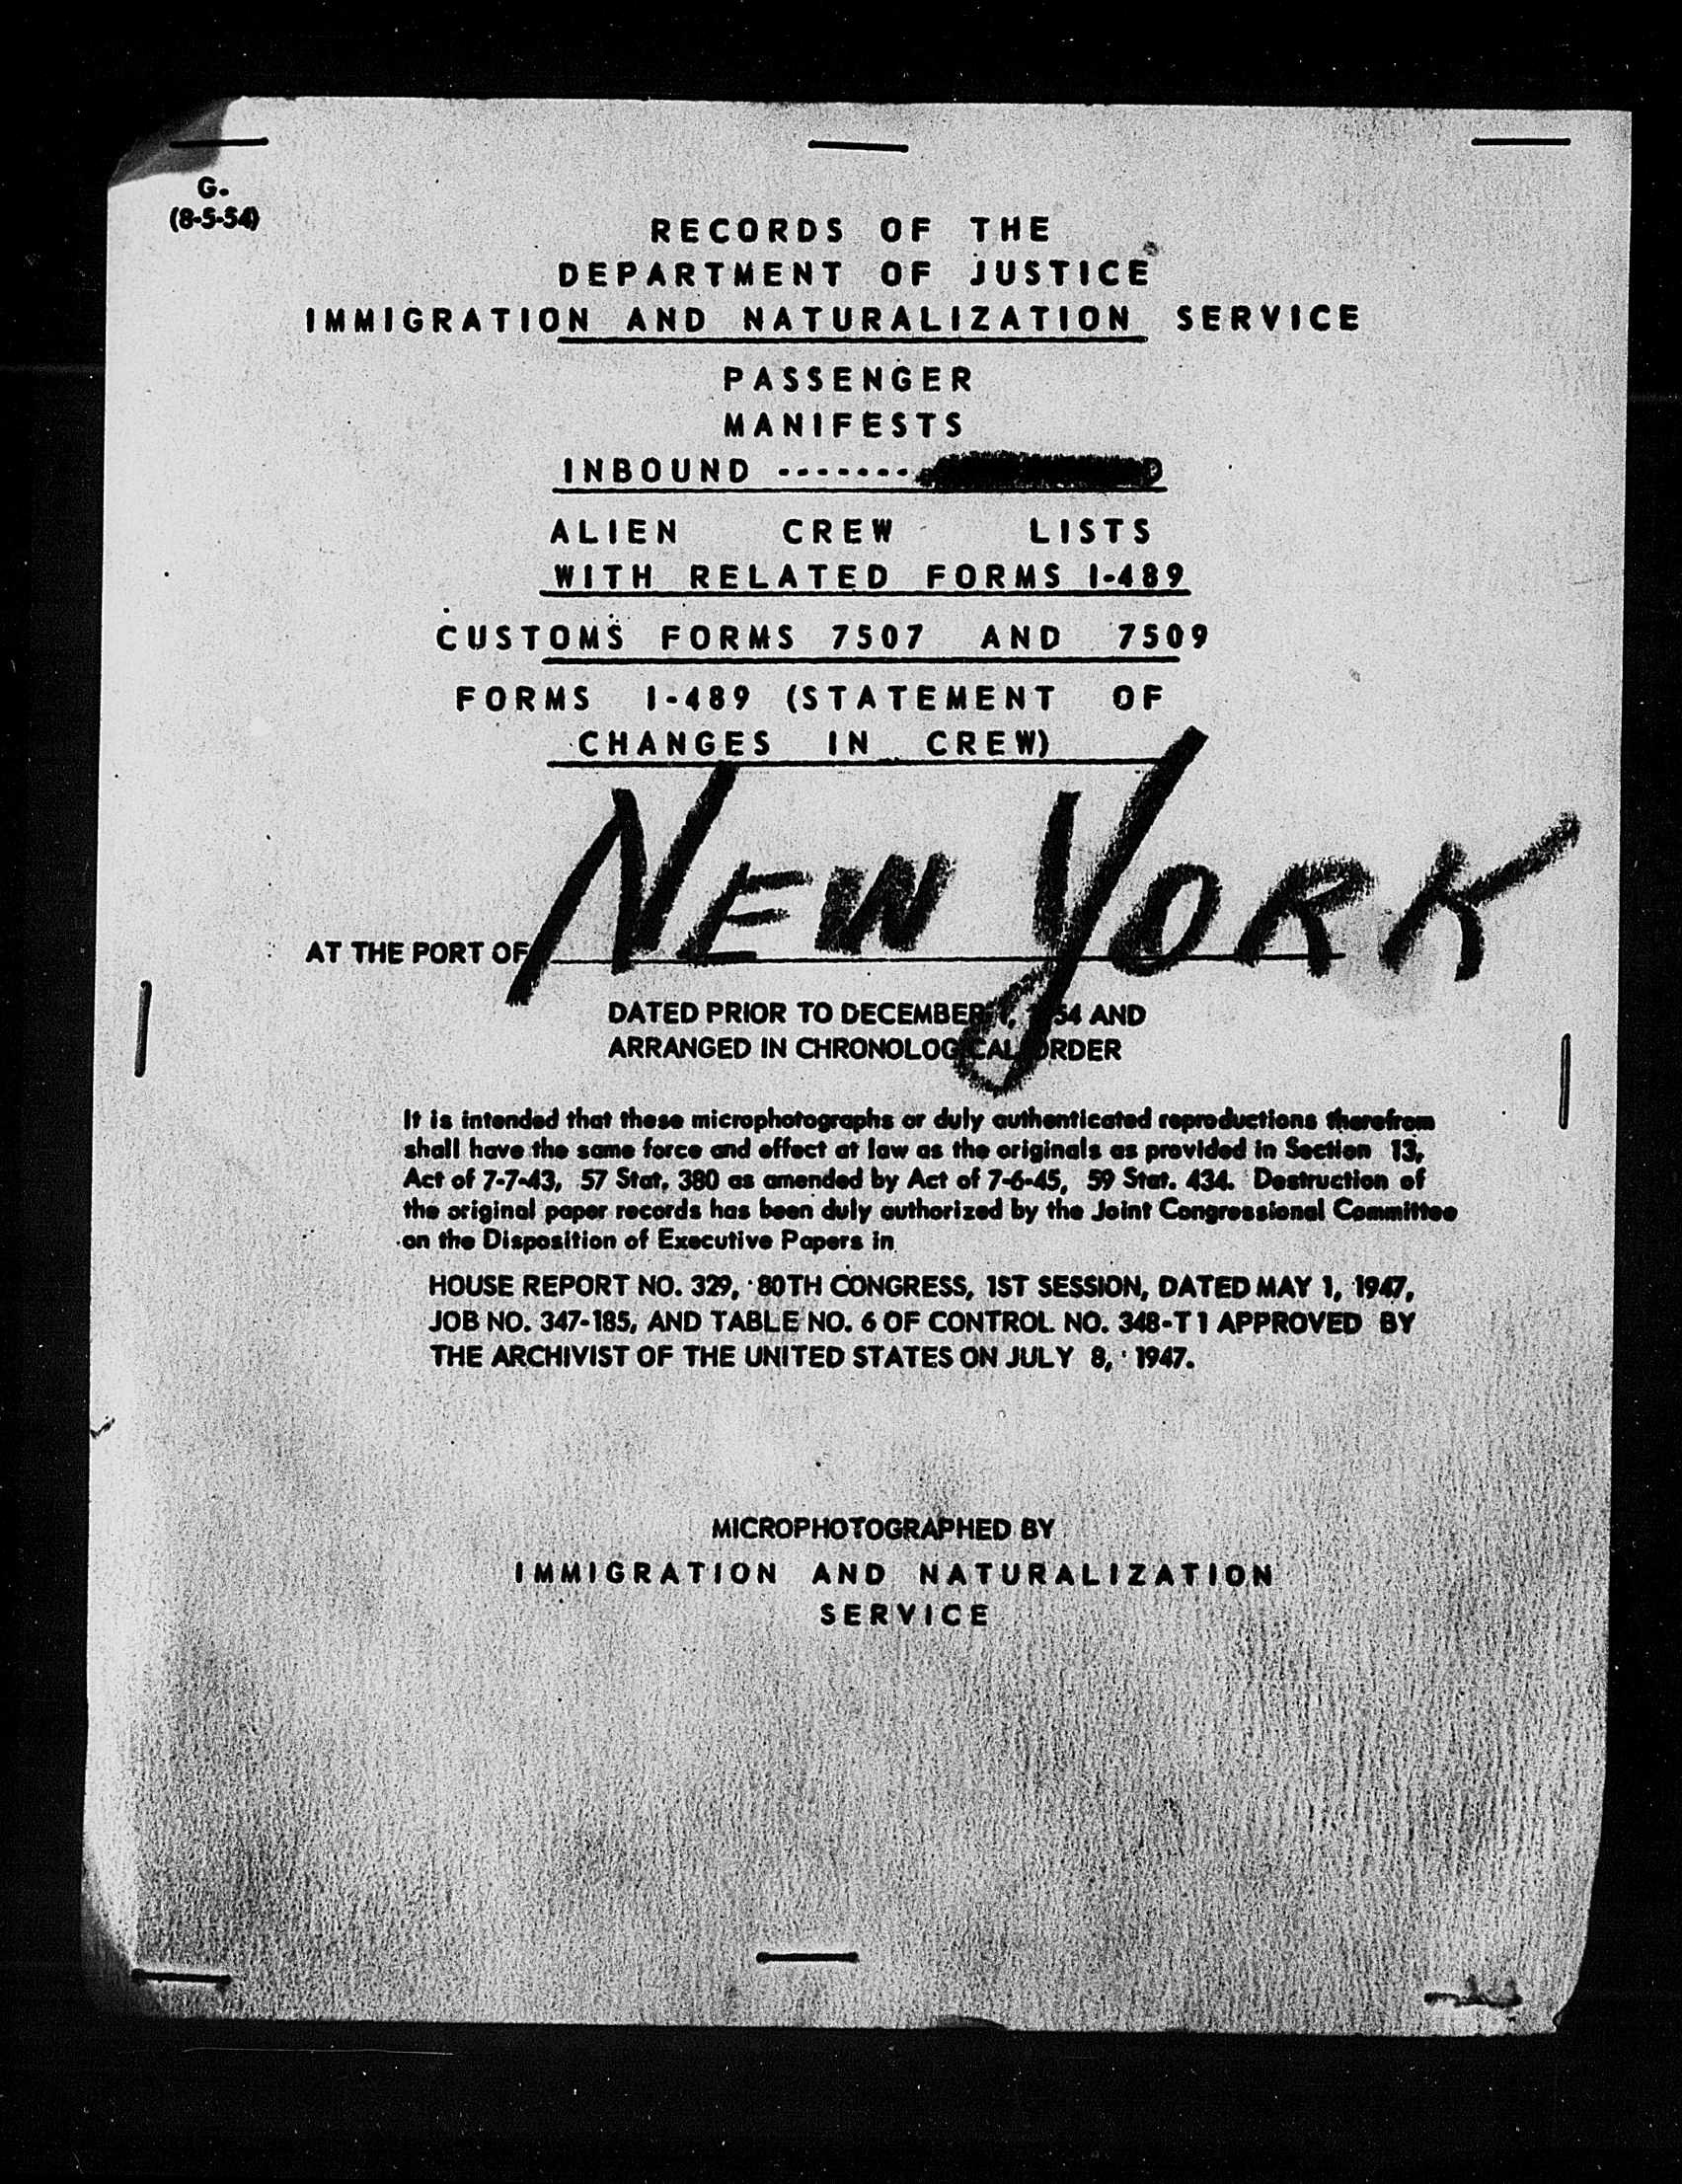 G.
(8-5-54)
RECORDS OF THE
DEPARTMENT OF JUSTICE
IMMIGRATION AND NATURALIZATION SERVICE
PASSENGER
MANIFESTS
INBOUND -------
ALIEN CREW LISTS
WITH RELATED FORMS I-489
CUSTOMS FORMS 7507 AND 7509
FORMS I-489 (STATEMENT OF
CHANGES IN CREW)
AT THE PORT OF NEW YORK
DATED PRIOR TO DECEMBER 54 AND
ARRANGED IN CHRONOLOGICAL ORDER
It is intended that these microphotographs or duly authenticated reproductions therefrom
shall have the same force and effect at law as the originals as provided in Section 13,
Act of 7-7-43, 57 Stat. 380 as amended by Act of 7-6-45, 59 Stat. 434. Destruction of
the original paper records has been duly authorized by the Joint Congressional Committee
on the Disposition of Executive Papers in
HOUSE REPORT NO. 329, 80TH CONGRESS, 1ST SESSION, DATED MAY 1, 1947,
JOB NO. 347-185, AND TABLE NO. 6 OF CONTROL NO. 348-T1 APPROVED BY
THE ARCHIVIST OF THE UNITED STATES ON JULY 8, 1947.
MICROPHOTOGRAPHED BY
IMMIGRATION AND NATURALIZATION
SERVICE